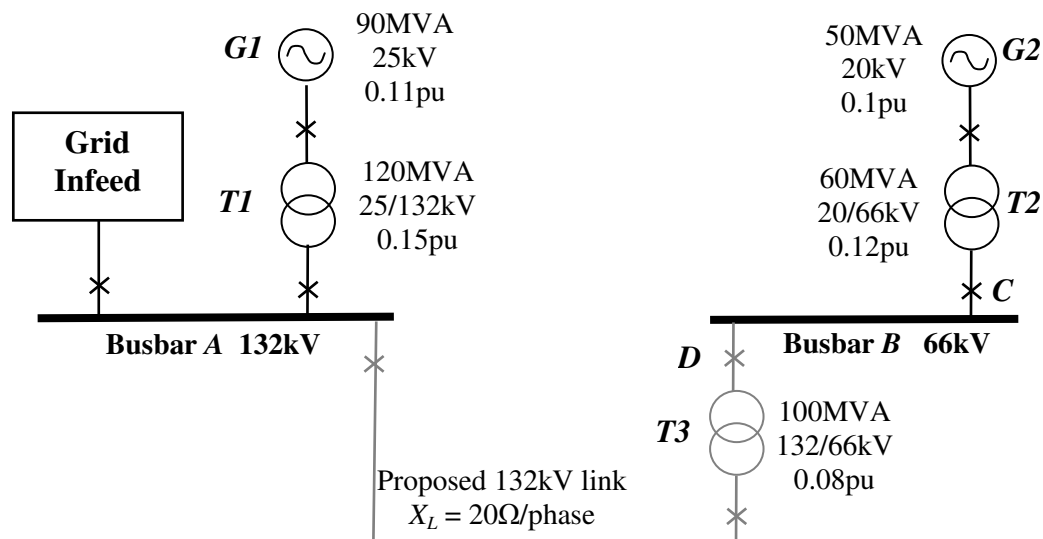 G1
90MVA
25kV
0.11pu
50MVA
20kV
0.1pu
G2
Grid
Infeed
T1
120MVA
25/132kV
0.15pu
60MVA
20/66kV
0.12pu
T2
C
Busbar A 132kV
Busbar B 66kV
D
T3
100MVA
132/66kV
0.08pu
Proposed 132kV link
X_L = 20Ω/phase